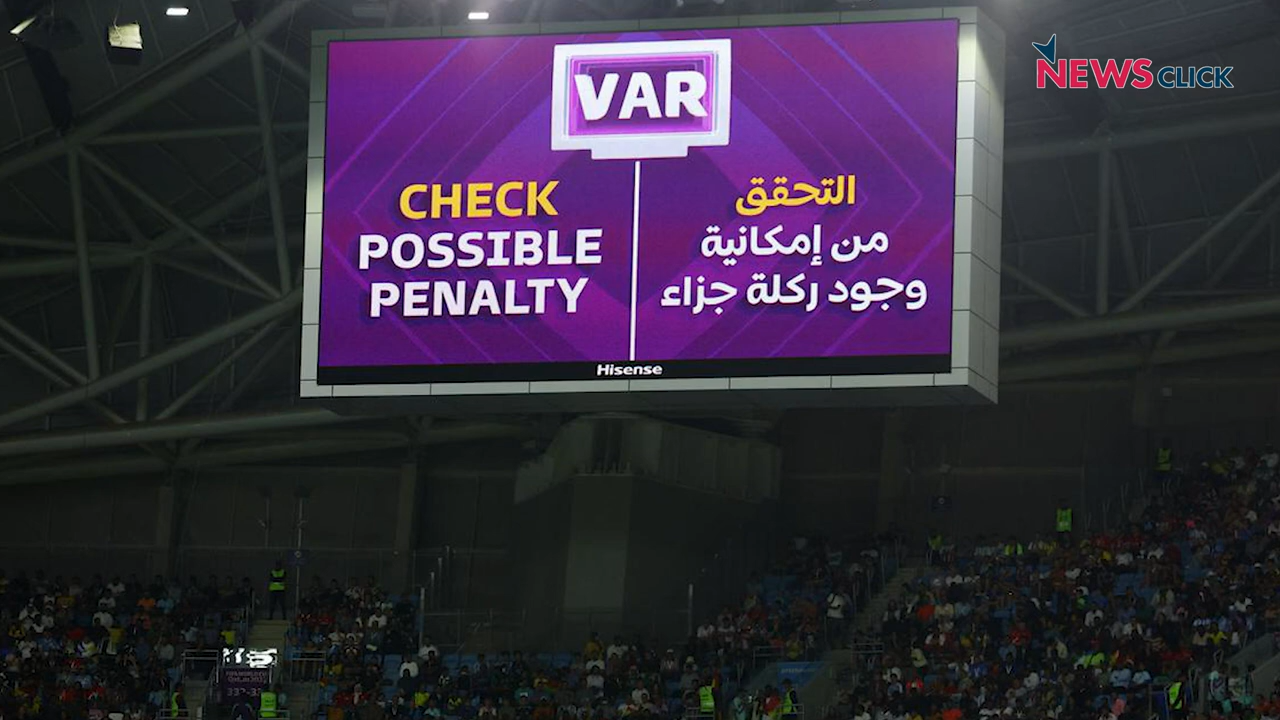 NEWSCLICK
VAR
CHECK
POSSIBLE
PENALTY
التحقق
من إمكانية
وجود ركلة جزاء
Hisense